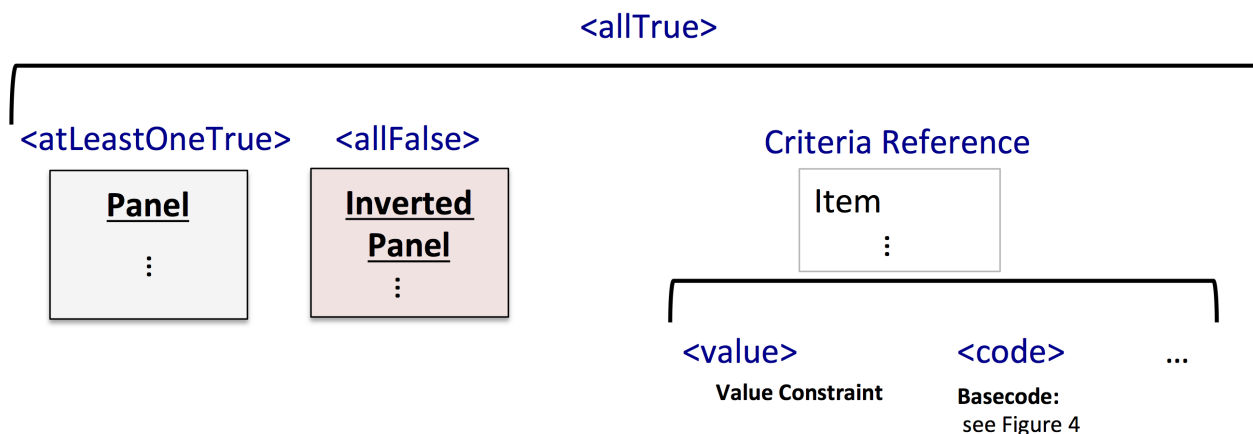 <allTrue>
<atLeastOneTrue>
<allFalse>
Criteria Reference
Panel
⋮
Inverted
Panel
⋮
Item
⋮
<value>
<code>
...
Value Constraint
Basecode:
see Figure 4